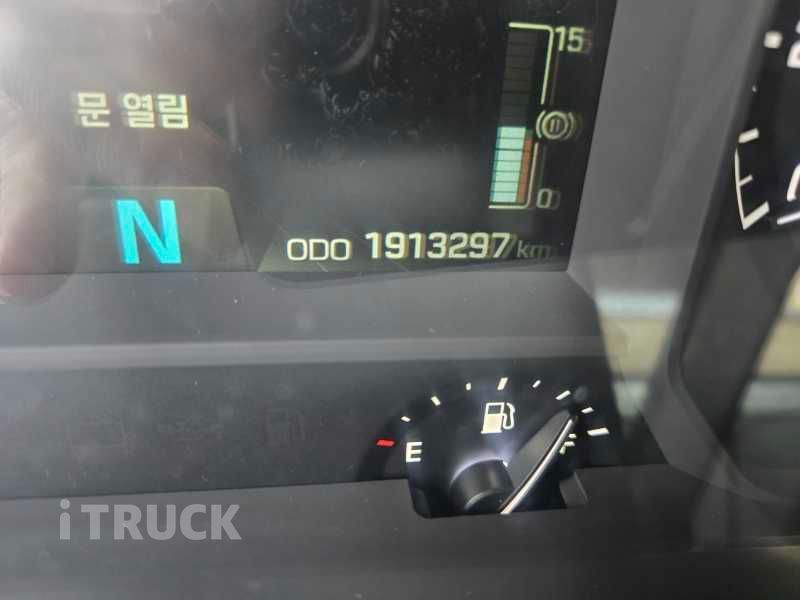 15
문 열림
0
N
ODO 1913297 km
E
F
iTRUCK